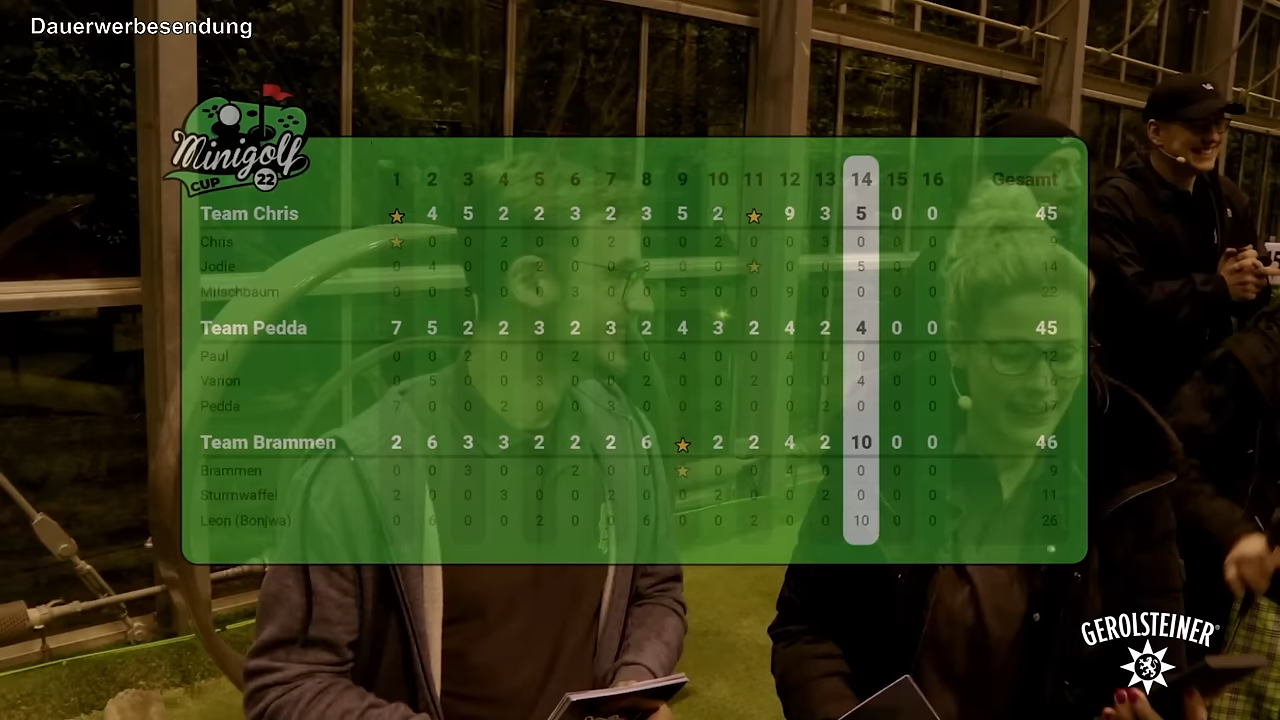 Dauerwerbesendung
Minigolf
CUP 22
1 2 3 4 5 6 7 8 9 10 11 12 13 14 15 16 Gesamt
Team Chris ★ 4 5 2 2 3 2 3 5 2 ★ 9 3 5 0 0 45
Chris ★ 0 0 2 0 0 2 0 0 2 0 0 3 0 0 0 9
Jodie 0 4 0 0 2 0 0 3 0 0 ★ 0 0 5 0 0 14
Mitschbaum 0 0 5 0 0 3 0 0 5 0 0 9 0 0 0 0 22
Team Pedda 7 5 2 2 3 2 3 2 4 3 2 4 2 4 0 0 45
Paul 0 0 2 0 0 2 0 0 4 0 0 4 0 0 0 0 12
Varion 0 5 0 0 3 0 0 2 0 0 2 0 0 4 0 0 16
Pedda 7 0 0 2 0 0 3 0 0 3 0 0 2 0 0 0 17
Team Brammen 2 6 3 3 2 2 2 6 ★ 2 2 4 2 10 0 0 46
Brammen 0 0 3 0 0 2 0 0 ★ 0 0 4 0 0 0 0 9
Sturmwaffel 2 0 0 3 0 0 2 0 0 2 0 0 2 0 0 0 11
Leon (Bonjwa) 0 6 0 0 2 0 0 6 0 0 2 0 0 10 0 0 26
GEROLSTEINER